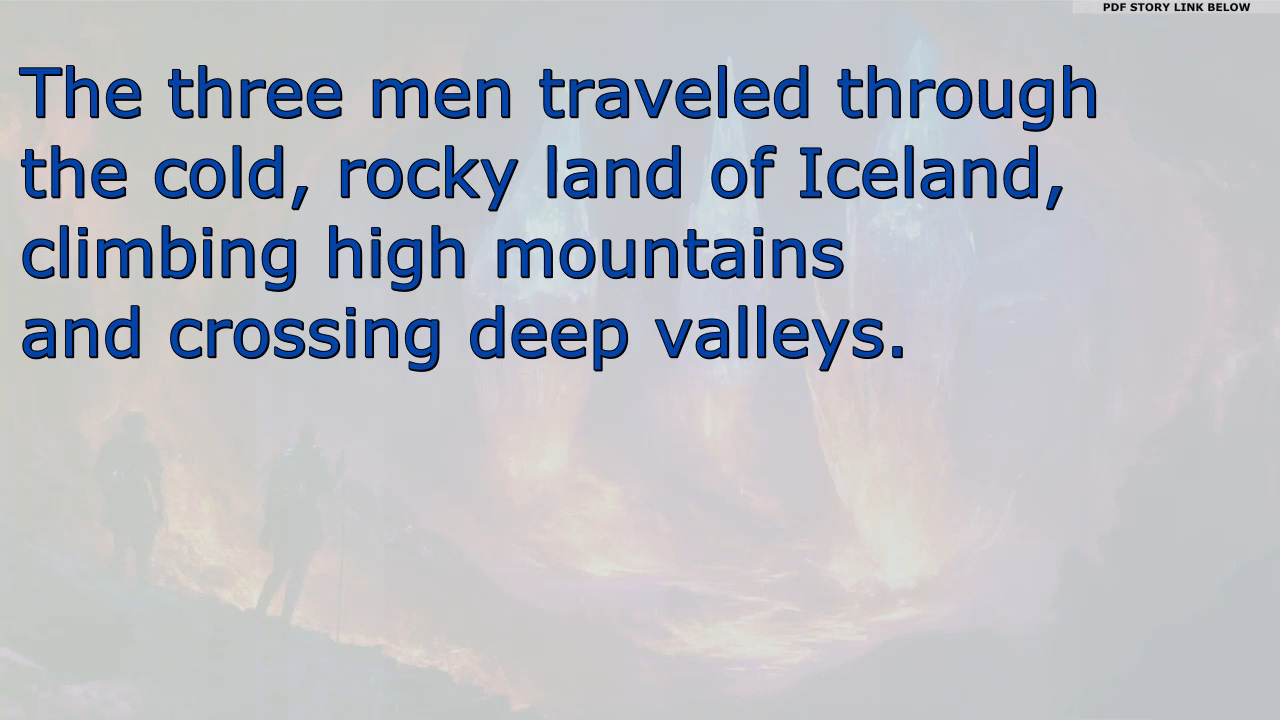 PDF STORY LINK BELOW
The three men traveled through
the cold, rocky land of Iceland,
climbing high mountains
and crossing deep valleys.